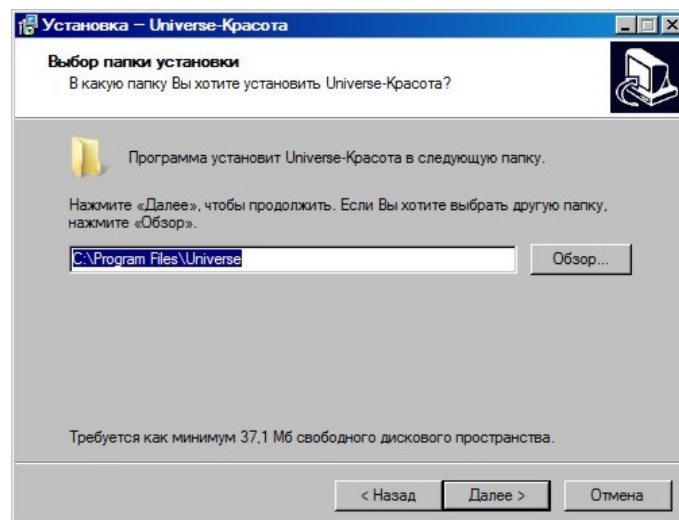 Установка – Universe-Красота
Выбор папки установки
В какую папку Вы хотите установить Universe-Красота?
Программа установит Universe-Красота в следующую папку.
Нажмите «Далее», чтобы продолжить. Если Вы хотите выбрать другую папку,
нажмите «Обзор».
C:\Program Files\Universe
Обзор...
Требуется как минимум 37,1 Мб свободного дискового пространства.
< Назад
Далее >
Отмена